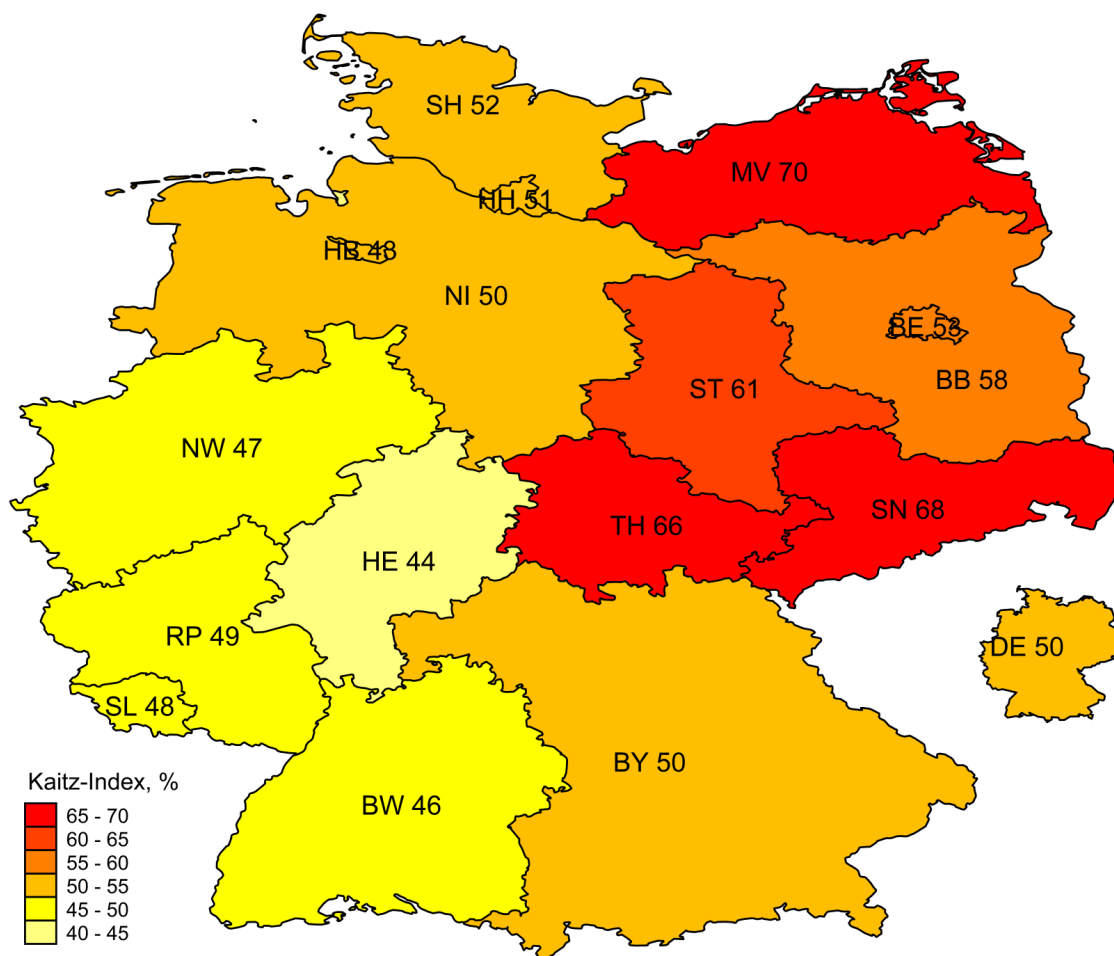 SH 52
MV 70
HH 51
HB 43
NI 50
BE 53
BB 58
ST 61
NW 47
SN 68
TH 66
HE 44
RP 49
DE 50
SL 48
BY 50
BW 46
Kaitz-Index, %
65 - 70
60 - 65
55 - 60
50 - 55
45 - 50
40 - 45